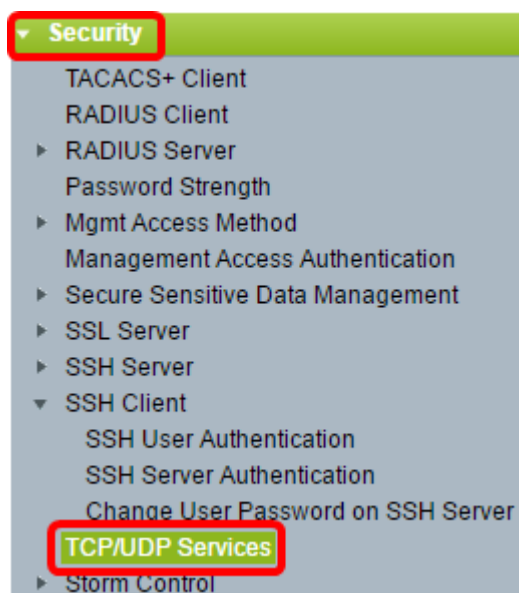 Security
TACACS+ Client
RADIUS Client
RADIUS Server
Password Strength
Mgmt Access Method
Management Access Authentication
Secure Sensitive Data Management
SSL Server
SSH Server
SSH Client
SSH User Authentication
SSH Server Authentication
Change User Password on SSH Server
TCP/UDP Services
Storm Control